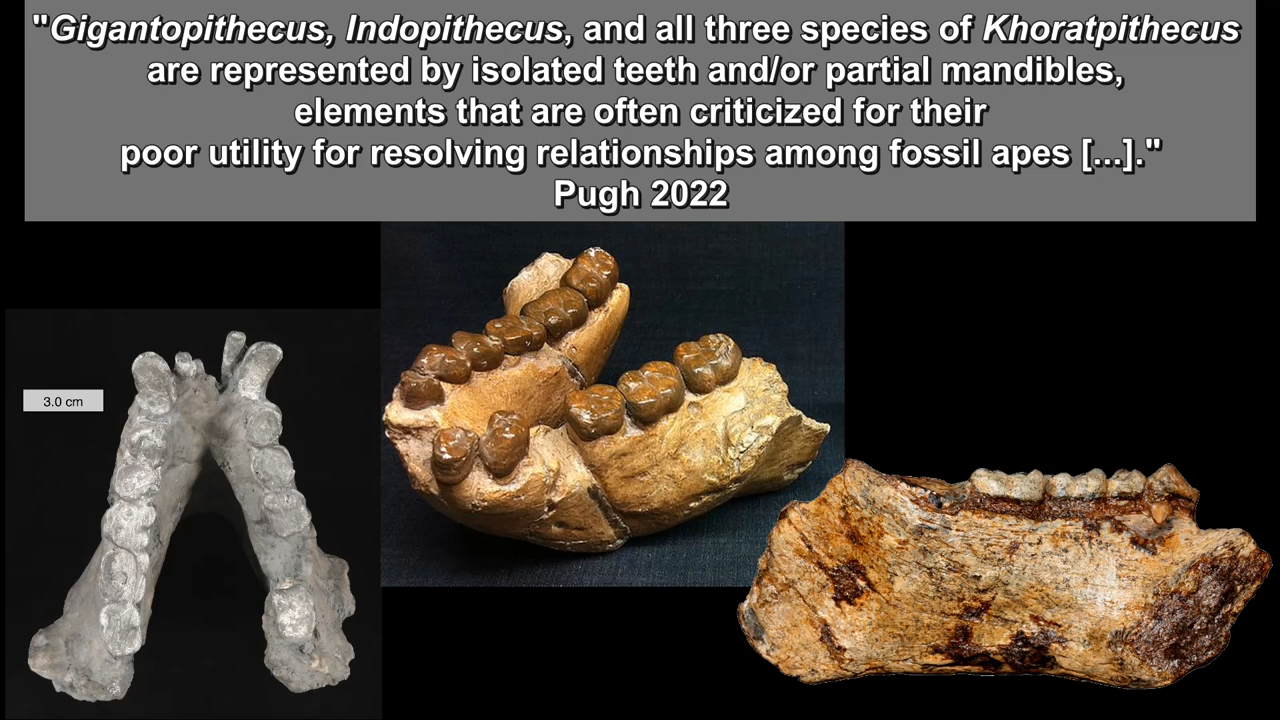 "Gigantopithecus, Indopithecus, and all three species of Khoratpithecus
are represented by isolated teeth and/or partial mandibles,
elements that are often criticized for their
poor utility for resolving relationships among fossil apes [...]."
Pugh 2022
3.0 cm